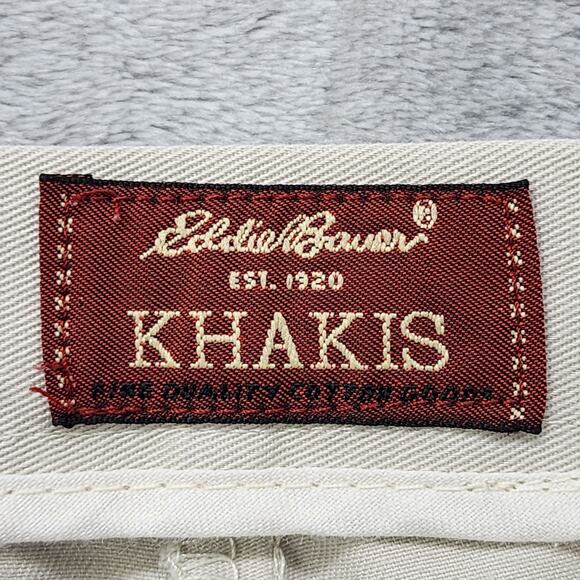 Eddie Bauer®
EST. 1920
KHAKIS
FINE QUALITY COTTON GOODS